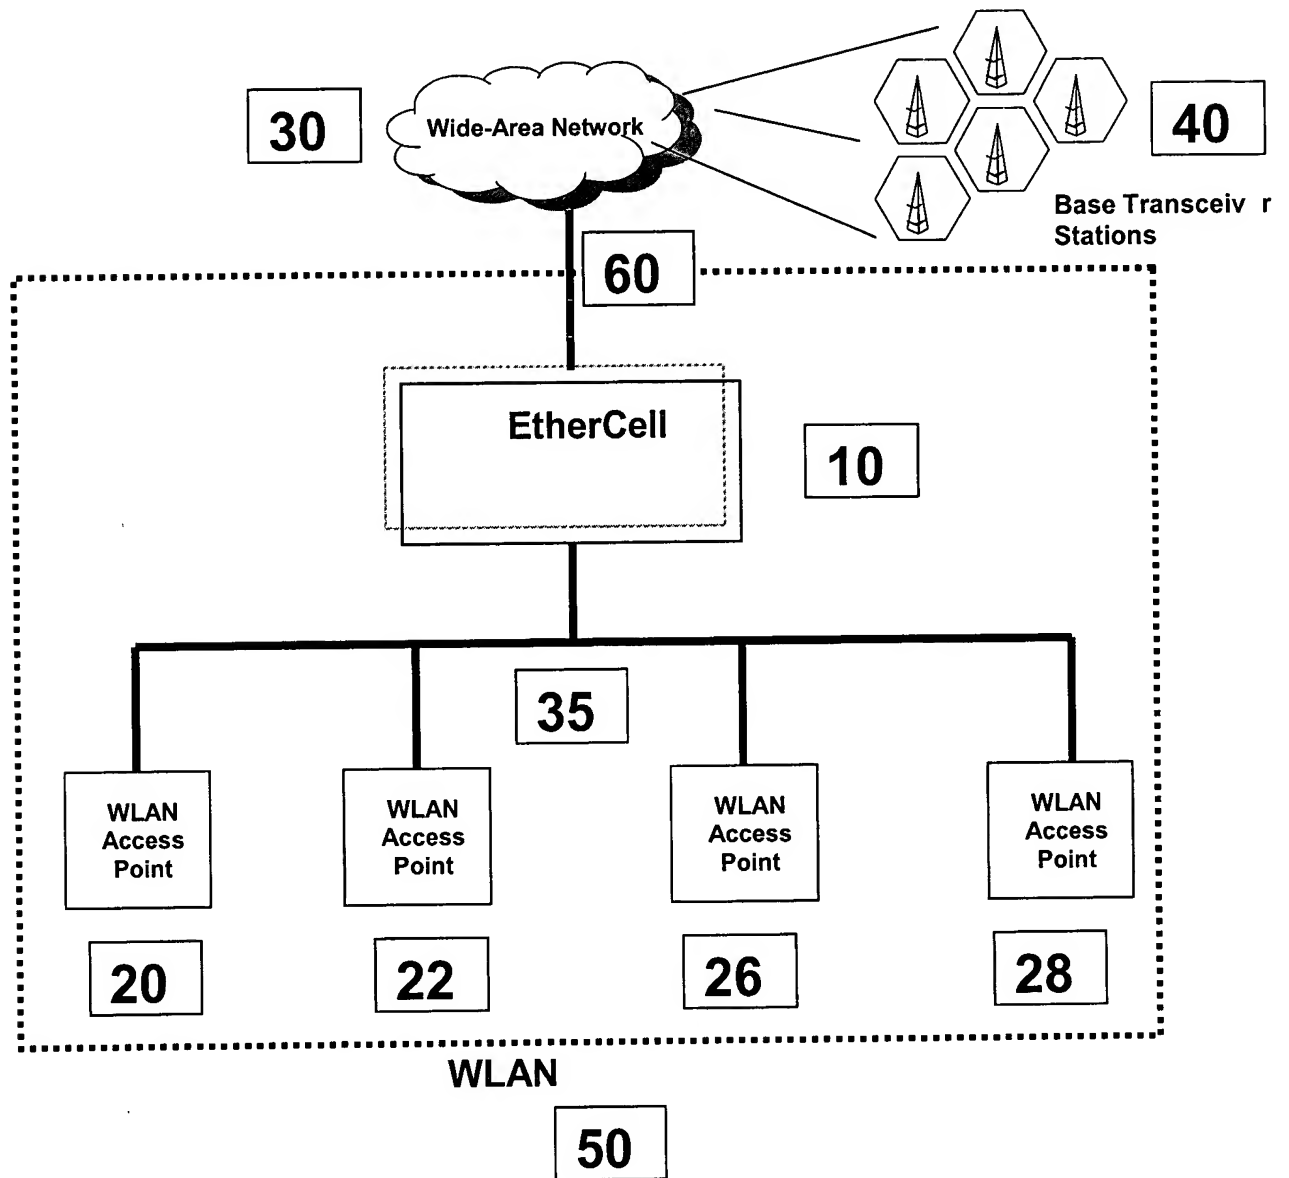 30
Wide-Area Network
40
Base Transceiv r
Stations
60
EtherCell
10
35
WLAN
Access
Point
WLAN
Access
Point
WLAN
Access
Point
WLAN
Access
Point
20
22
26
28
WLAN
50